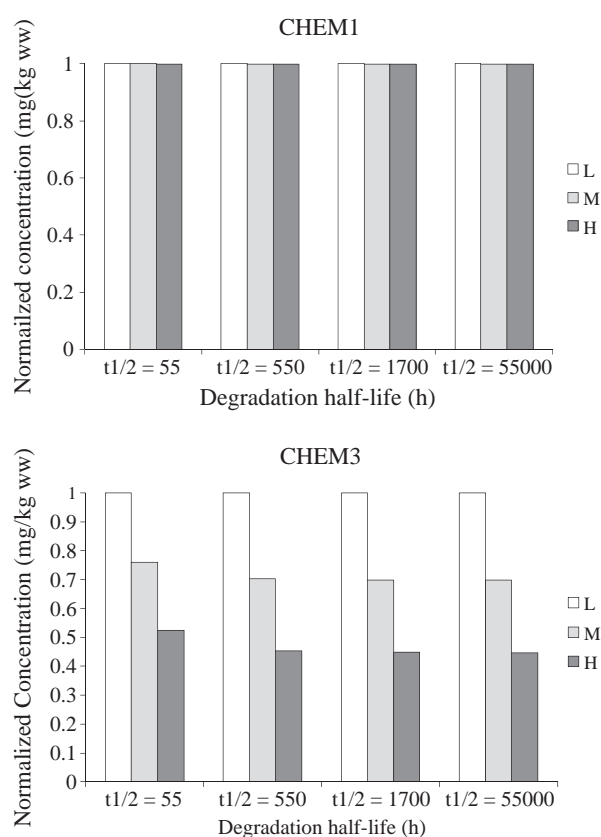 CHEM1
Normailzed concentration (mg(kg ww)
1
0.8
0.6
0.4
0.2
0
L
M
H
t1/2 = 55 t1/2 = 550 t1/2 = 1700 t1/2 = 55000
Degradation half-life (h)
CHEM3
Normalized Concentration (mg/kg ww)
1
0.9
0.8
0.7
0.6
0.5
0.4
0.3
0.2
0.1
0
L
M
H
t1/2 = 55 t1/2 = 550 t1/2 = 1700 t1/2 = 55000
Degradation half-life (h)